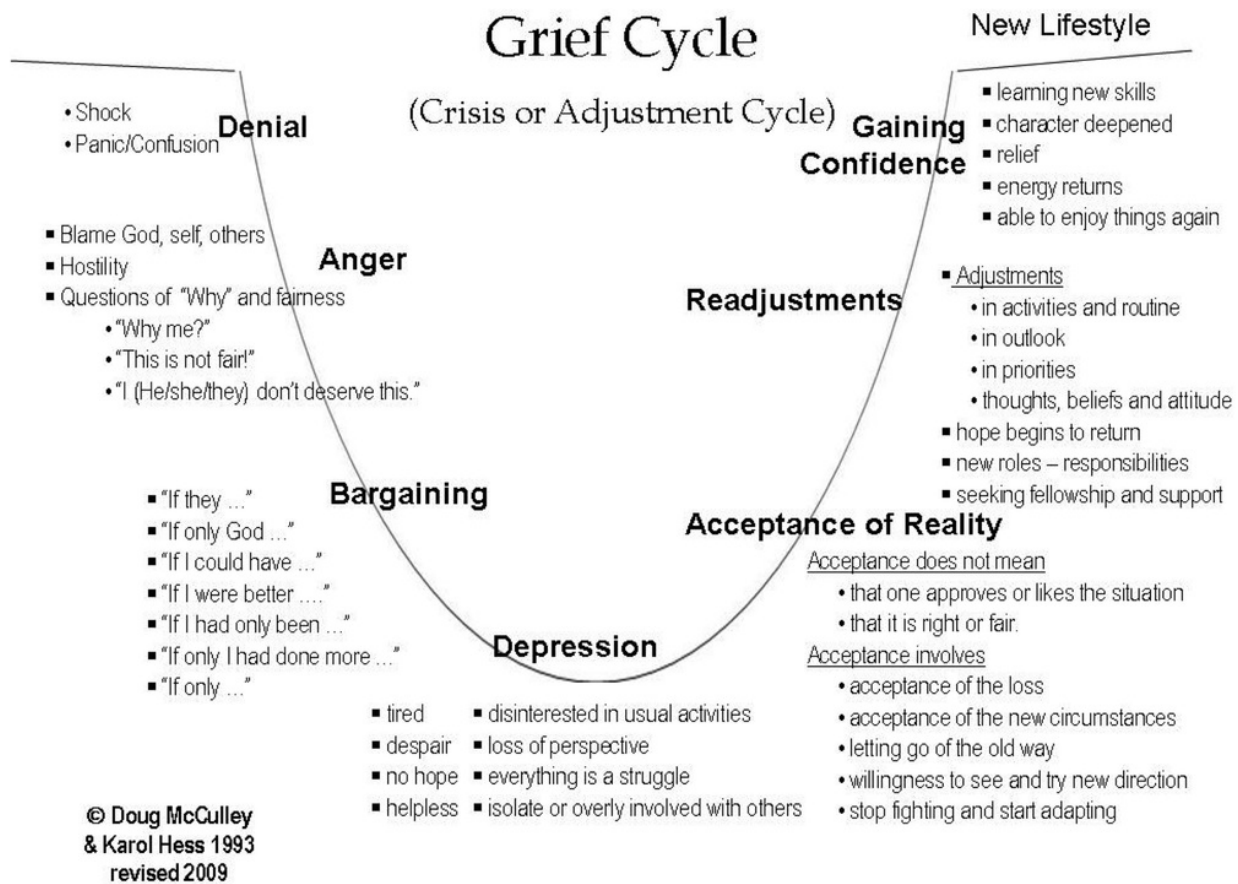 Grief Cycle
(Crisis or Adjustment Cycle)
New Lifestyle
Denial
• Shock
• Panic/Confusion
Anger
▪ Blame God, self, others
▪ Hostility
▪ Questions of “Why” and fairness
• “Why me?”
• “This is not fair!”
• “I (He/she/they) don’t deserve this.”
Bargaining
▪ “If they ...”
▪ “If only God ...”
▪ “If I could have ...”
▪ “If I were better ....”
▪ “If I had only been ...”
▪ “If only I had done more ...”
▪ “If only ...”
Depression
▪ tired
▪ despair
▪ no hope
▪ helpless
▪ disinterested in usual activities
▪ loss of perspective
▪ everything is a struggle
▪ isolate or overly involved with others
Acceptance of Reality
Acceptance does not mean
• that one approves or likes the situation
• that it is right or fair.
Acceptance involves
• acceptance of the loss
• acceptance of the new circumstances
• letting go of the old way
• willingness to see and try new direction
• stop fighting and start adapting
Readjustments
▪ Adjustments
• in activities and routine
• in outlook
• in priorities
• thoughts, beliefs and attitude
▪ hope begins to return
▪ new roles – responsibilities
▪ seeking fellowship and support
Gaining
Confidence
▪ learning new skills
▪ character deepened
▪ relief
▪ energy returns
▪ able to enjoy things again
© Doug McCulley
& Karol Hess 1993
revised 2009